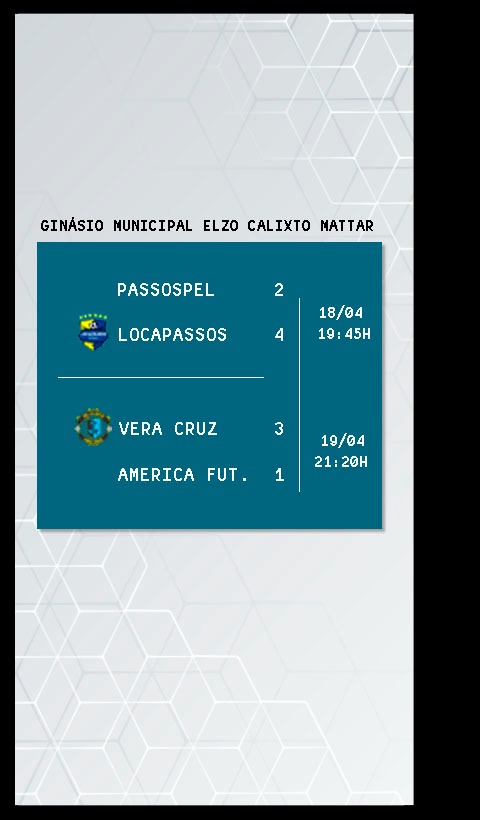 GINÁSIO MUNICIPAL ELZO CALIXTO MATTAR
PASSOSPEL 2
18/04
19:45H
LOCAPASSOS 4
VERA CRUZ 3
19/04
21:20H
AMERICA FUT. 1